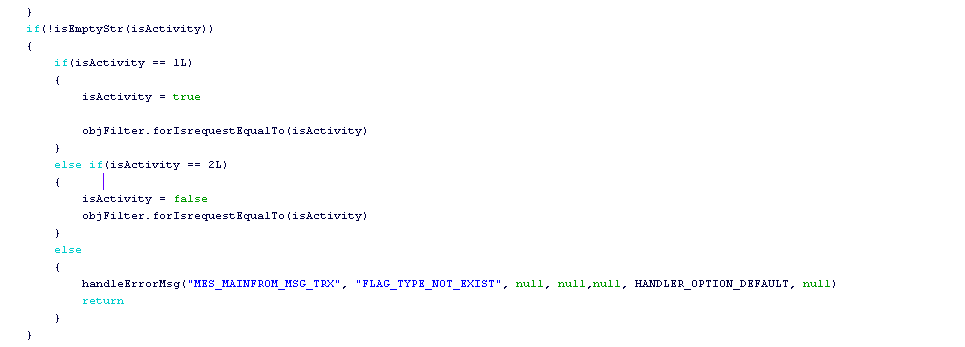 }
if(!isEmptyStr(isActivity))
{
if(isActivity == 1L)
{
isActivity = true
objFilter.forIsrequestEqualTo(isActivity)
}
else if(isActivity == 2L)
{
isActivity = false
objFilter.forIsrequestEqualTo(isActivity)
}
else
{
handleErrorMsg("MES_MAINFROM_MSG_TRX", "FLAG_TYPE_NOT_EXIST", null, null,null, HANDLER_OPTION_DEFAULT, null)
return
}
}